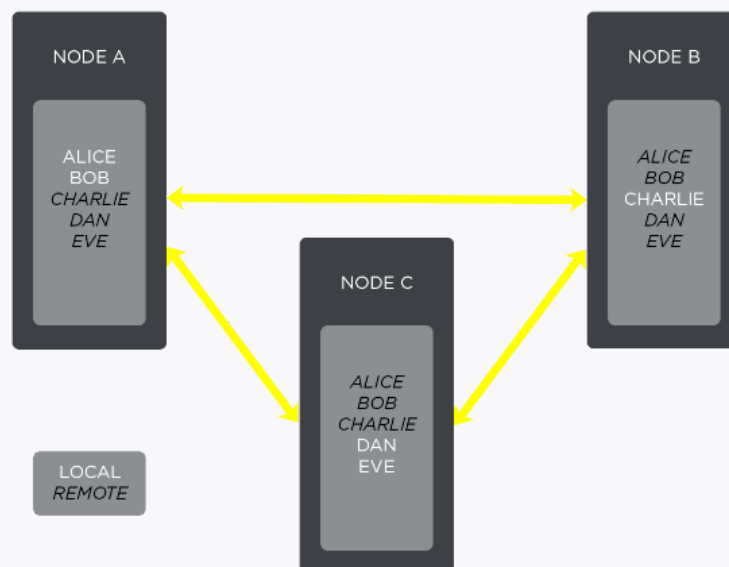 NODE A
ALICE
BOB
CHARLIE
DAN
EVE
NODE B
ALICE
BOB
CHARLIE
DAN
EVE
NODE C
ALICE
BOB
CHARLIE
DAN
EVE
LOCAL
REMOTE